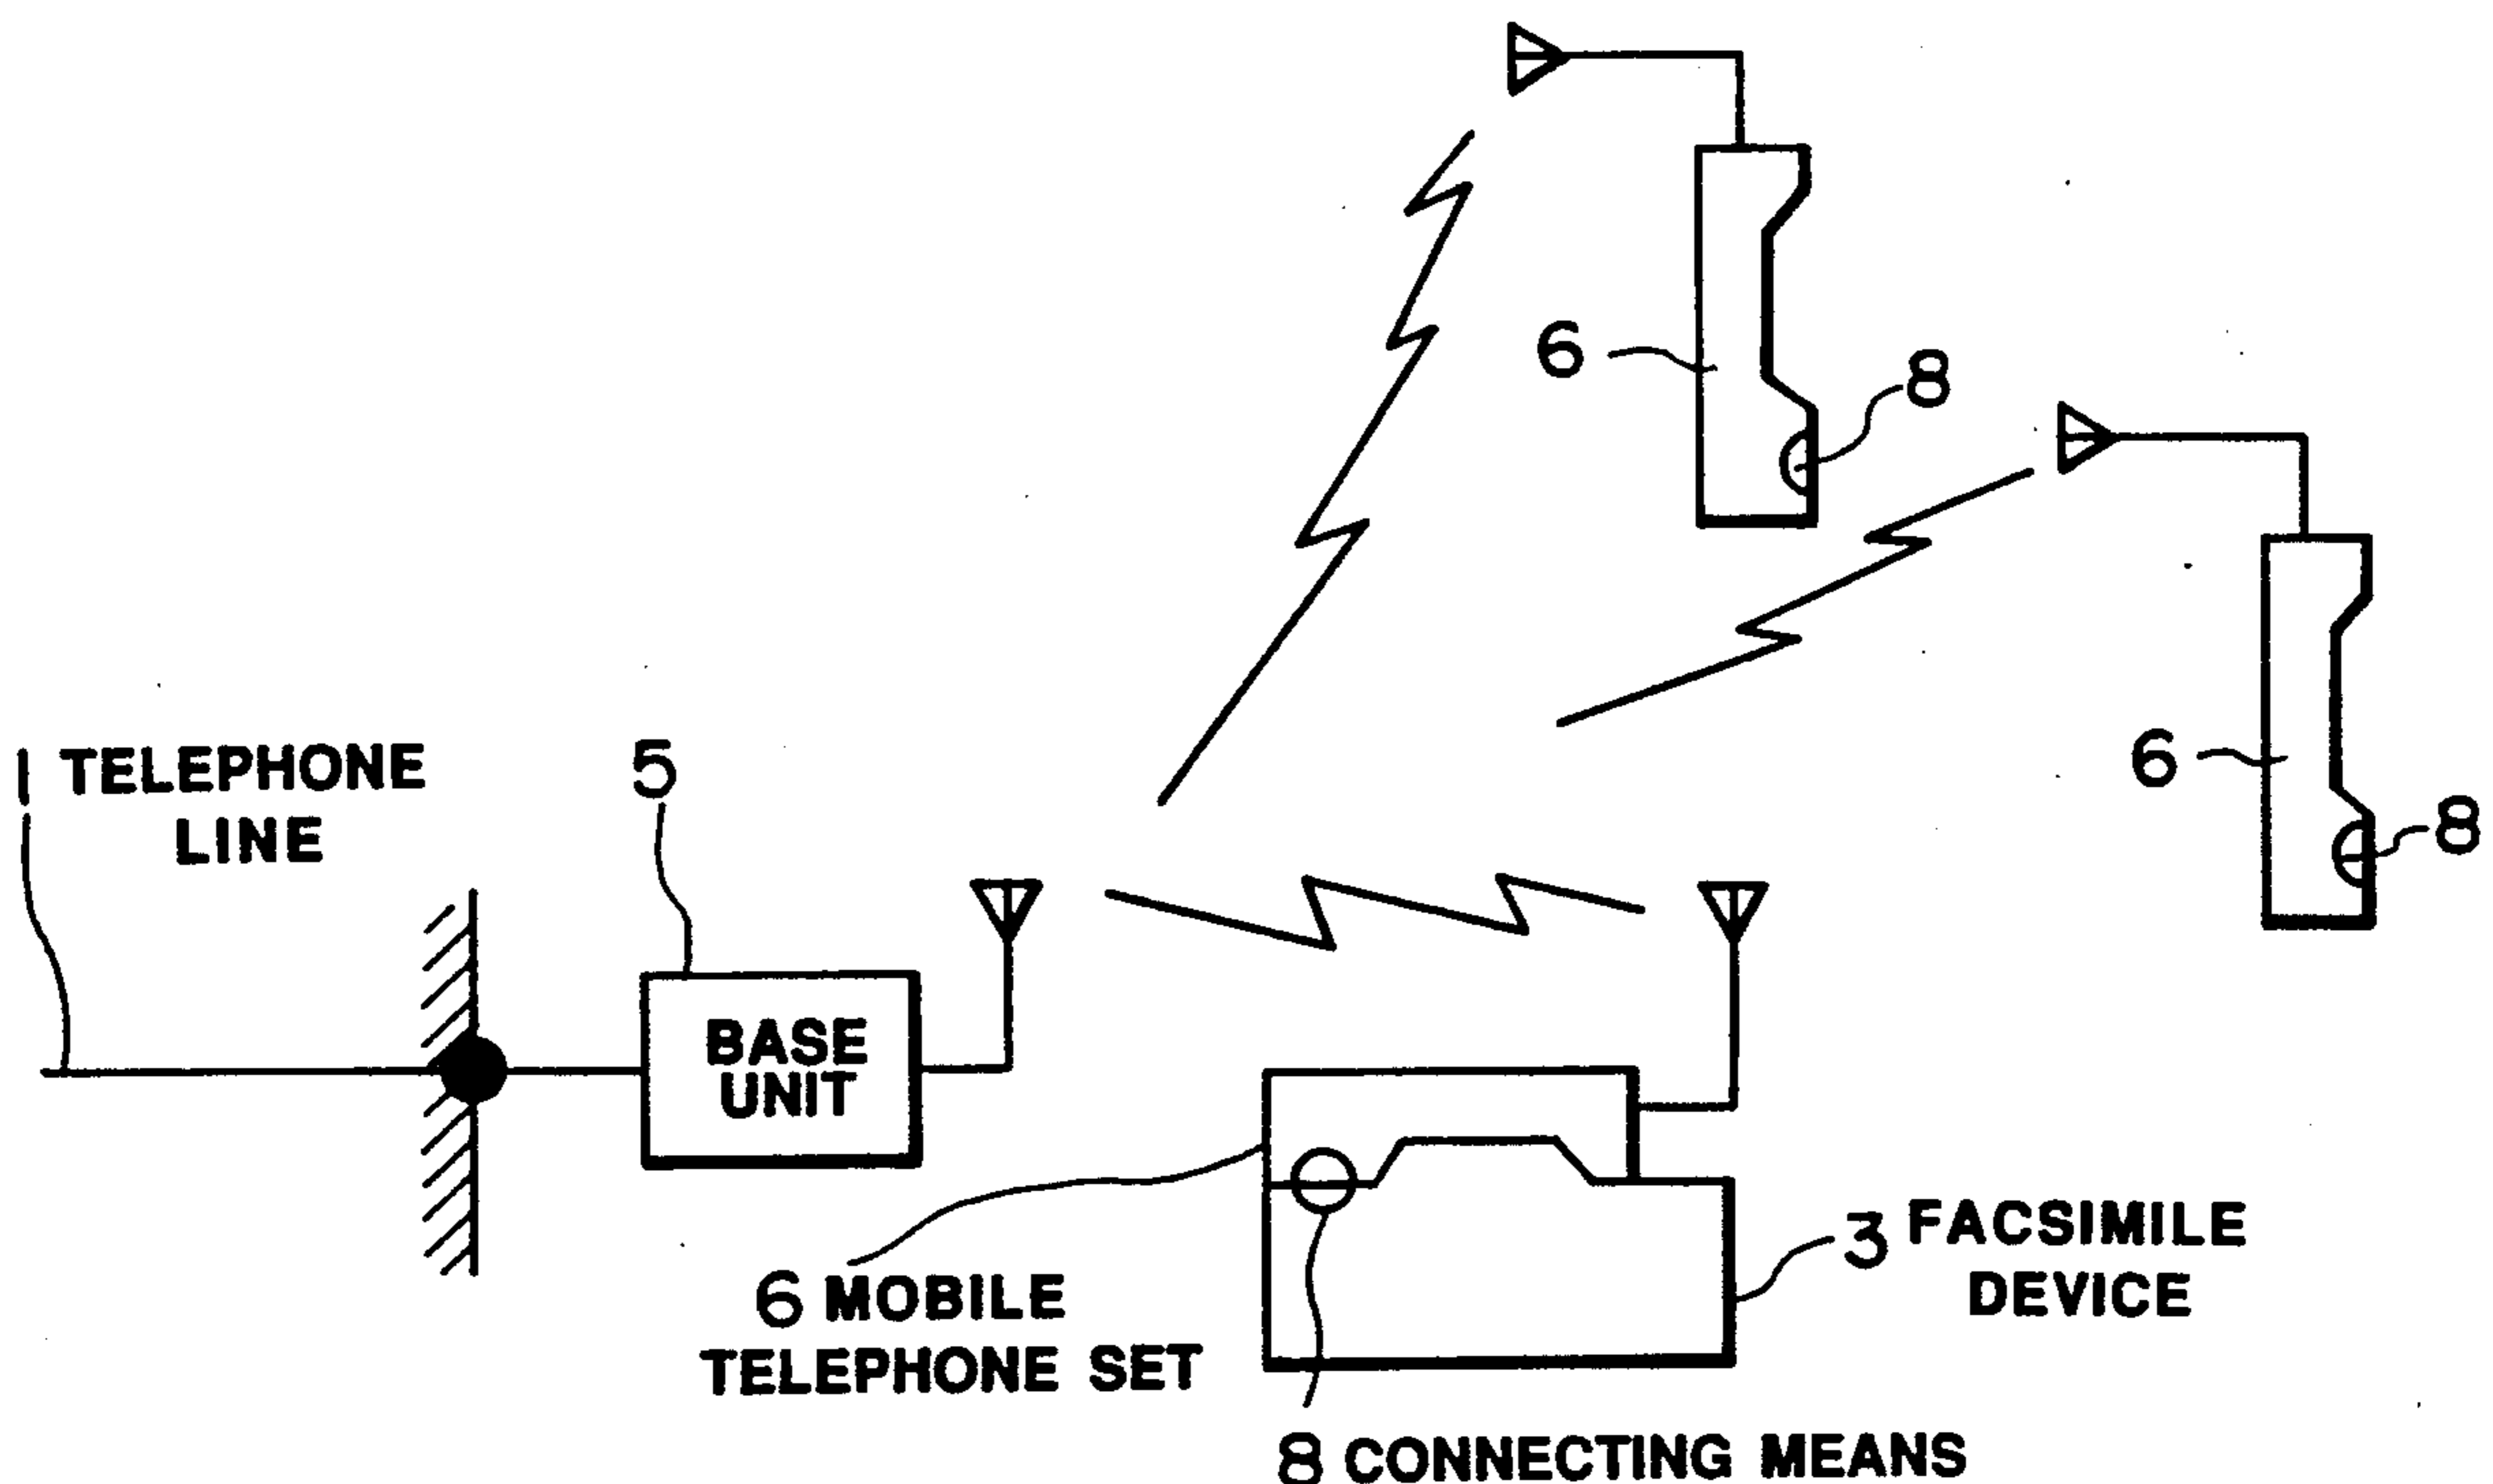 6
8
6
8
1 TELEPHONE
LINE
5
BASE
UNIT
3 FACSIMILE
DEVICE
6 MOBILE
TELEPHONE SET
8 CONNECTING MEANS